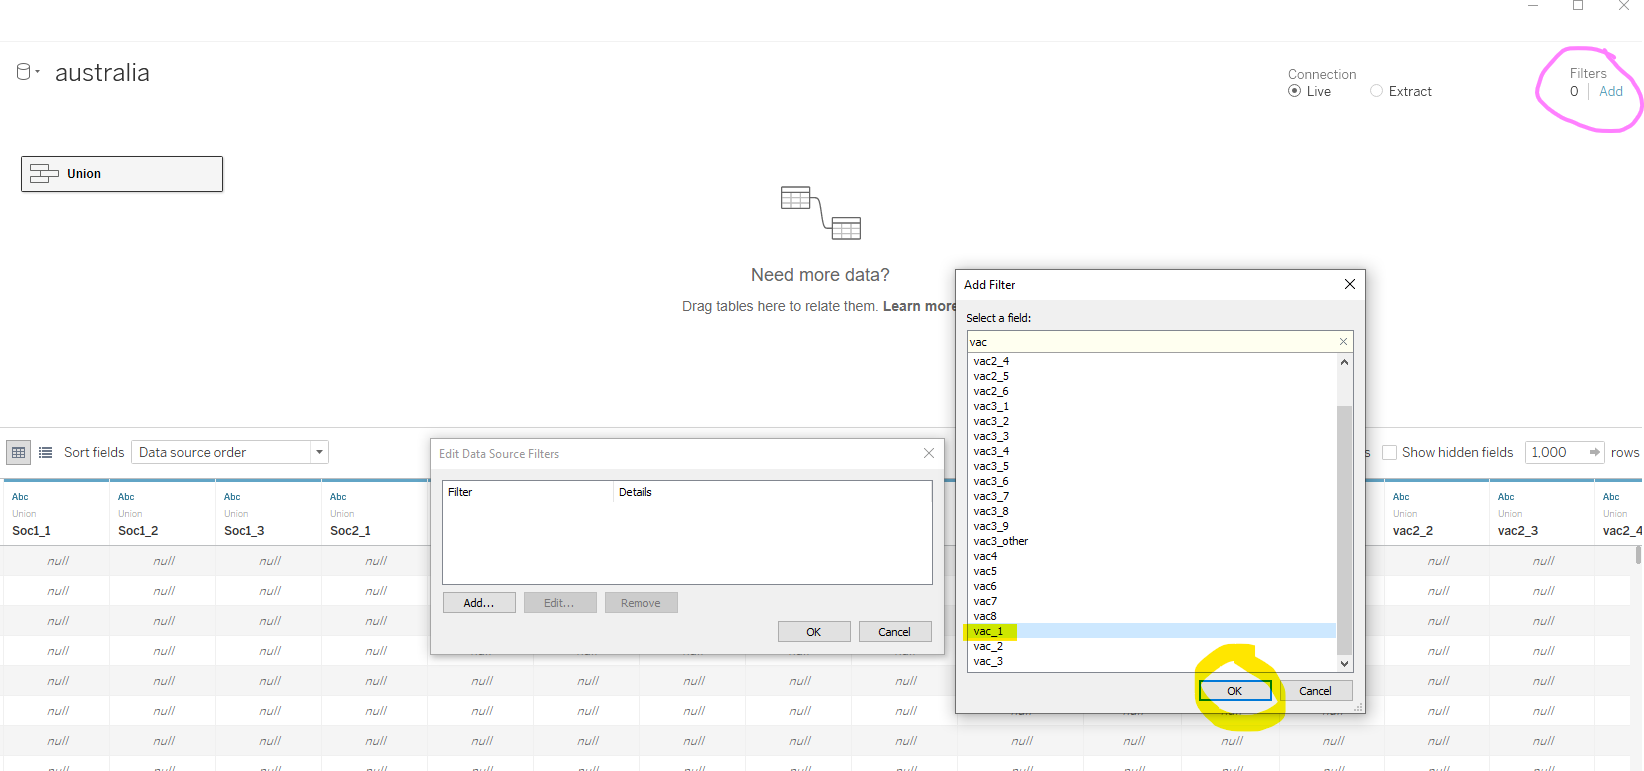 australia
Connection
Live
Extract
Filters
0 Add
Union
Need more data?
Drag tables here to relate them. Learn more
Add Filter
Select a field:
vac
vac2_4
vac2_5
vac2_6
vac3_1
vac3_2
vac3_3
vac3_4
vac3_5
vac3_6
vac3_7
vac3_8
vac3_9
vac3_other
vac4
vac5
vac6
vac7
vac8
vac_1
vac_2
vac_3
OK Cancel
Sort fields Data source order
Edit Data Source Filters
Filter Details
Add... Edit... Remove
OK Cancel
s Show hidden fields 1,000 rows
Abc Abc Abc Abc Abc Abc Abc
Union Union Union Union Union Union Union
Soc1_1 Soc1_2 Soc1_3 Soc2_1 vac2_2 vac2_3 vac2_4
null null null null null null
null null null null null null
null null null null null null
null null null null null null
null null null null null null null null null null null
null null null null null null null null null null null null null null
null null null null null null null null null null null null null null